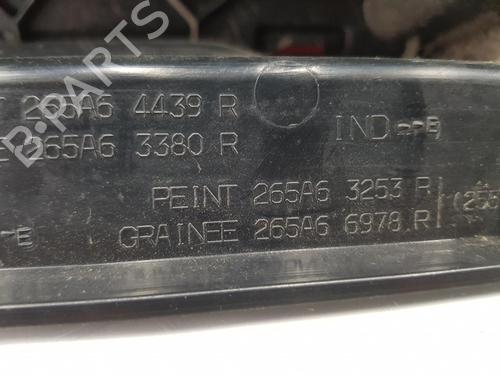 265A6 4439 R
265A6 3380 R
IND--E
PEINT 265A6 3253 R
GRAINEE 265A6 6978 R
--E
B-PARTS